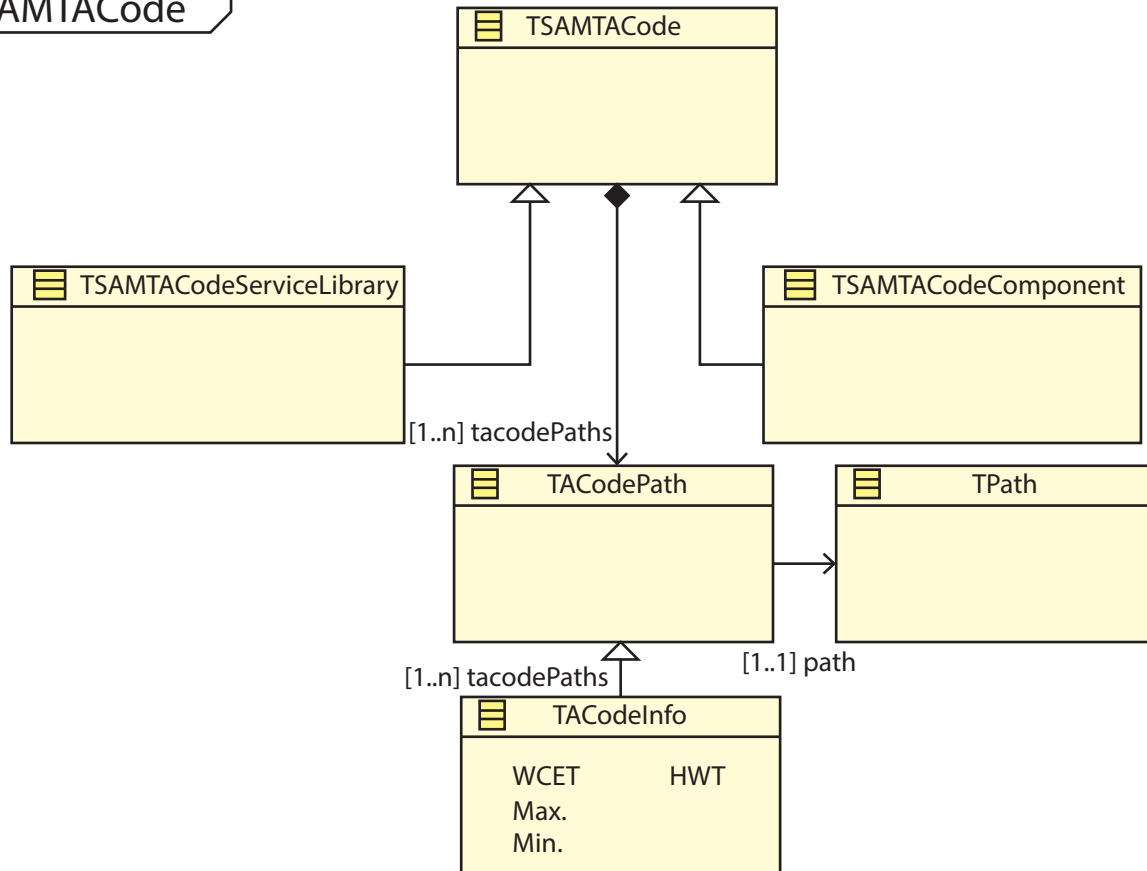 AMTACode
TSAMTACode
TSAMTACodeServiceLibrary
TSAMTACodeComponent
[1..n] tacodePaths
TACodePath
TPath
[1..n] tacodePaths
[1..1] path
TACodeInfo
WCET HWT
Max.
Min.